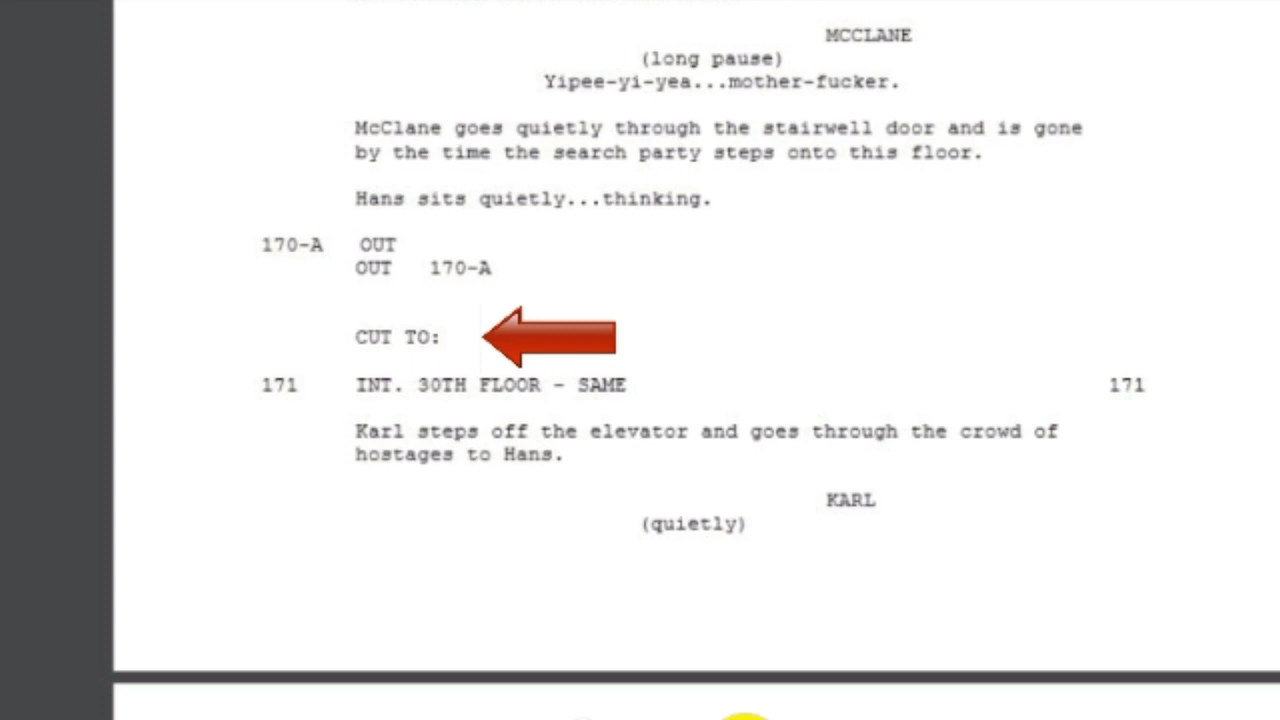 MCCLANE
(long pause)
Yipee-yi-yea...mother-fucker.
McClane goes quietly through the stairwell door and is gone
by the time the search party steps onto this floor.
Hans sits quietly...thinking.
170-A OUT
OUT 170-A
CUT TO:
171 INT. 30TH FLOOR - SAME 171
Karl steps off the elevator and goes through the crowd of
hostages to Hans.
KARL
(quietly)